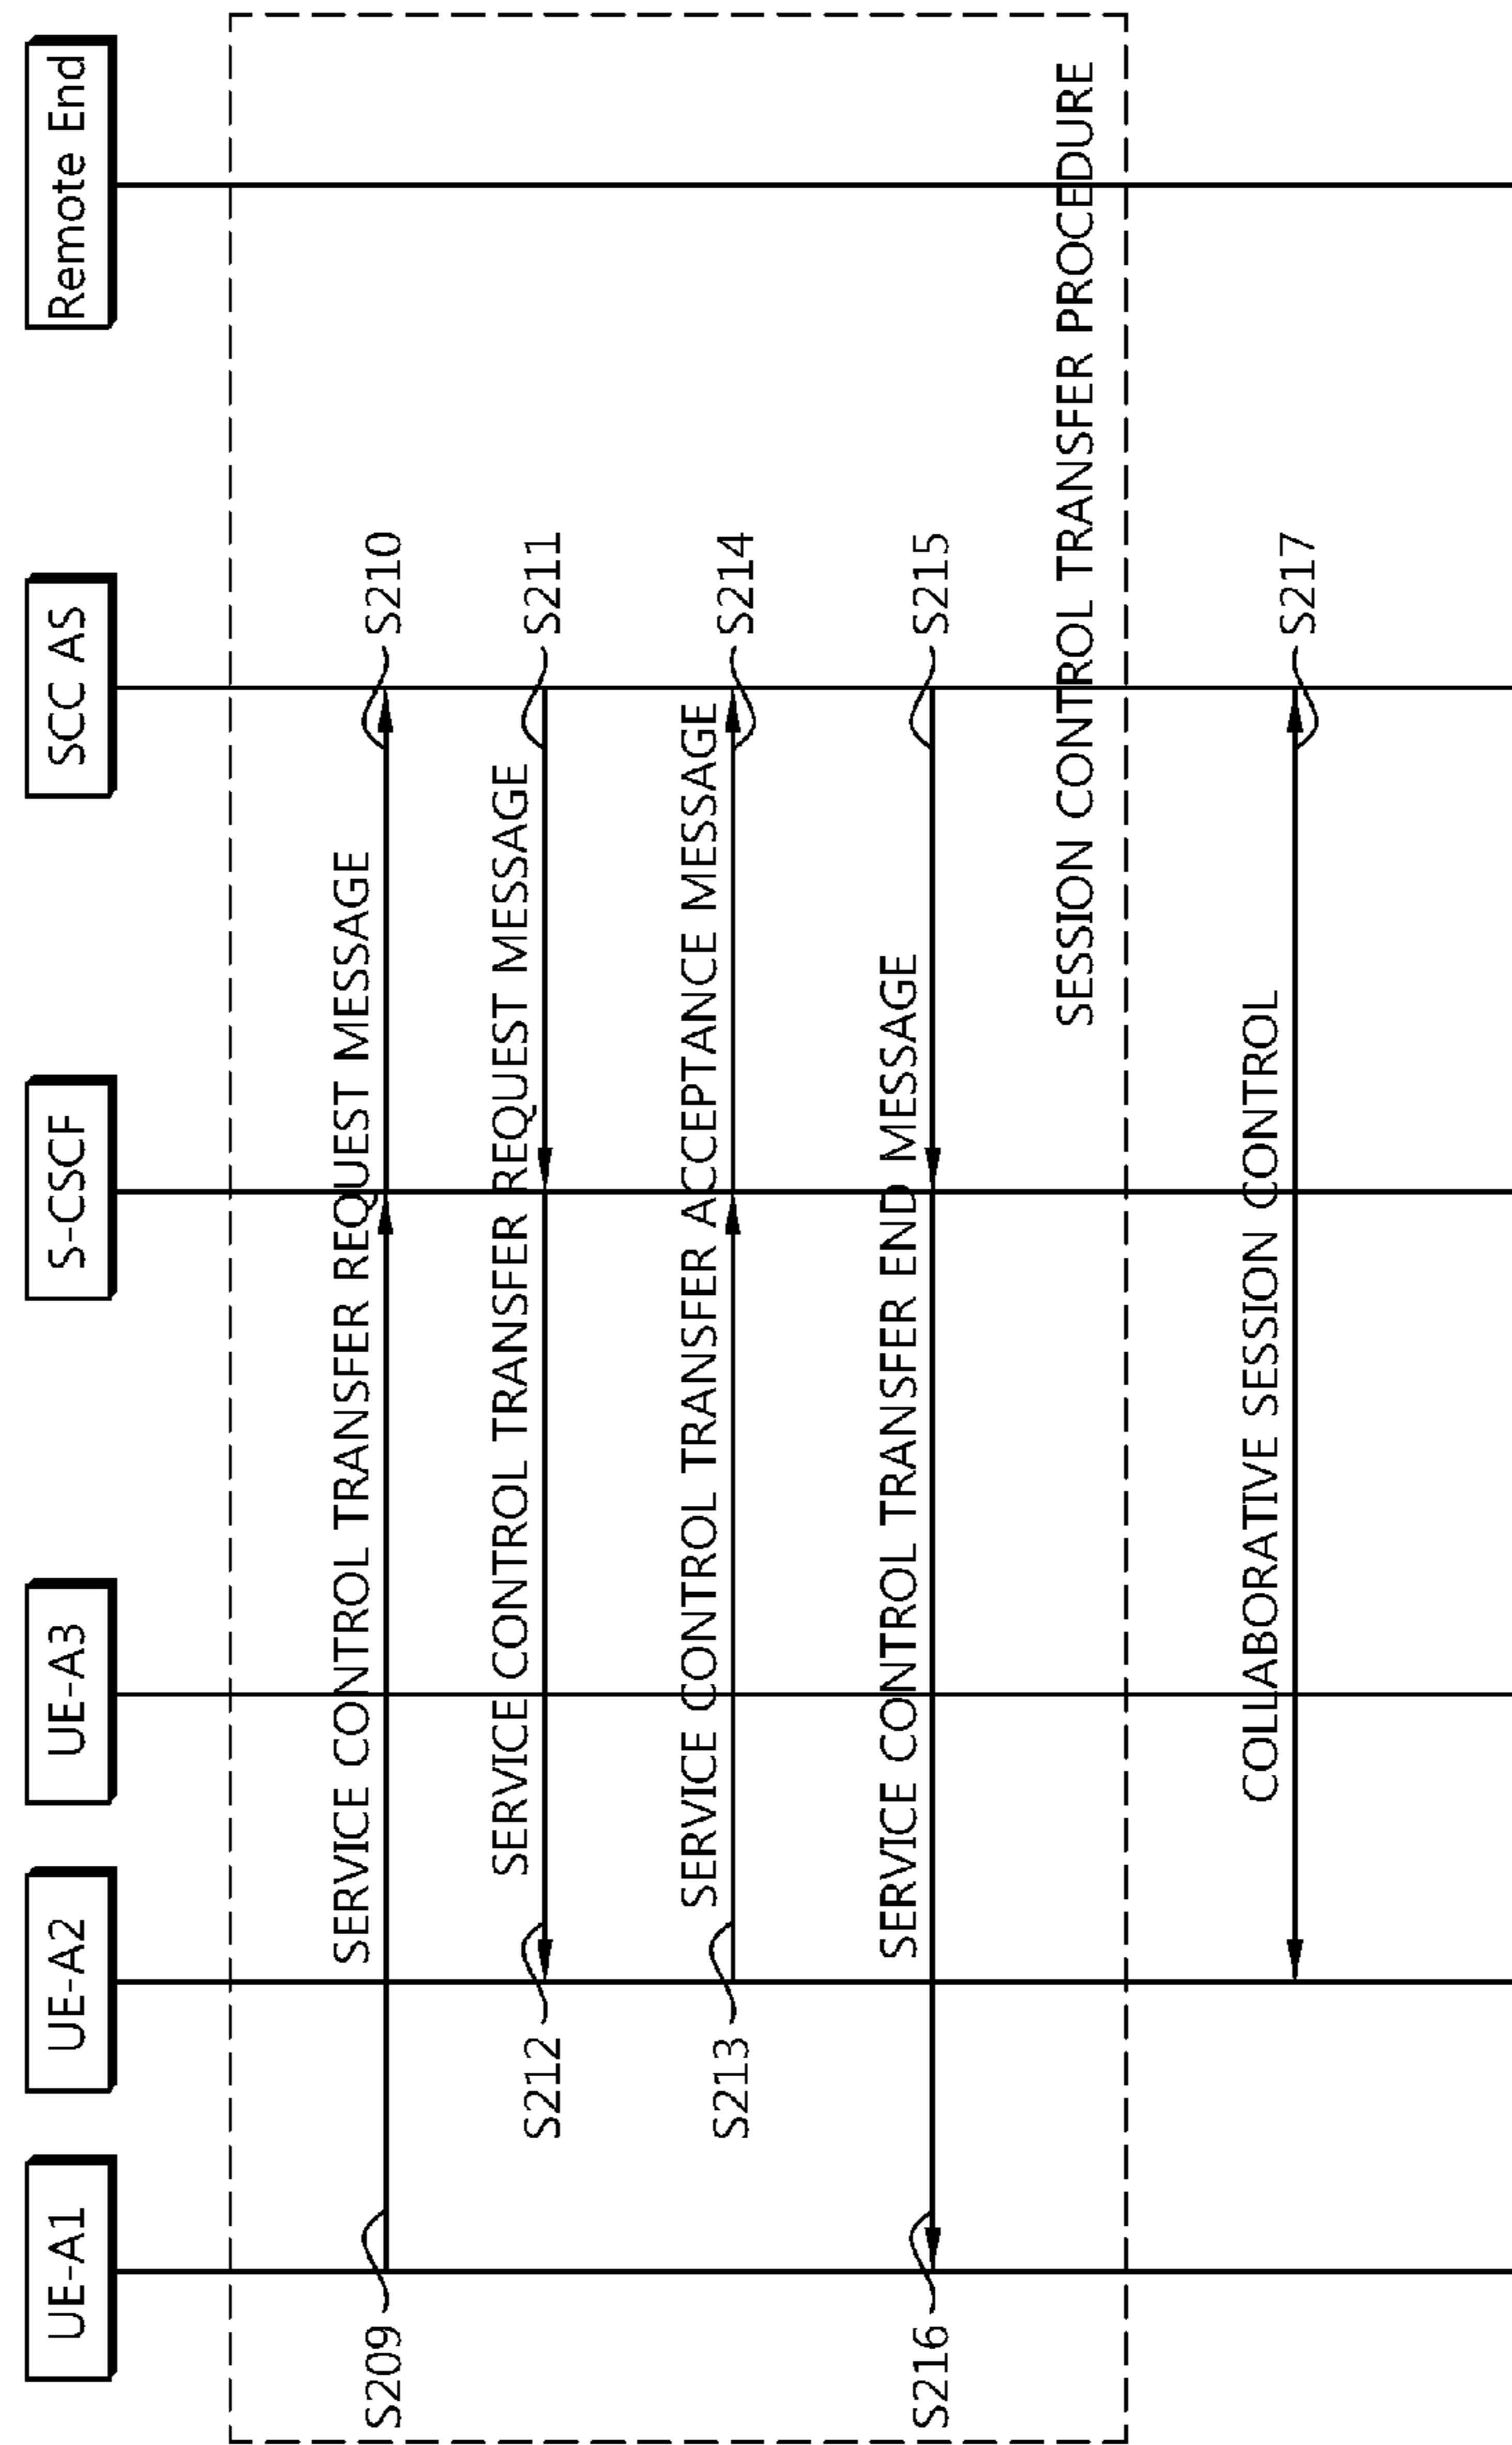 UE-A1
UE-A2
UE-A3
S-CSCF
SCC AS
Remote End
SERVICE CONTROL TRANSFER REQUEST MESSAGE
S209
S210
SERVICE CONTROL TRANSFER REQUEST MESSAGE
S212
S211
SERVICE CONTROL TRANSFER ACCEPTANCE MESSAGE
S213
S214
SERVICE CONTROL TRANSFER END MESSAGE
S216
S215
SESSION CONTROL TRANSFER PROCEDURE
COLLABORATIVE SESSION CONTROL
S217